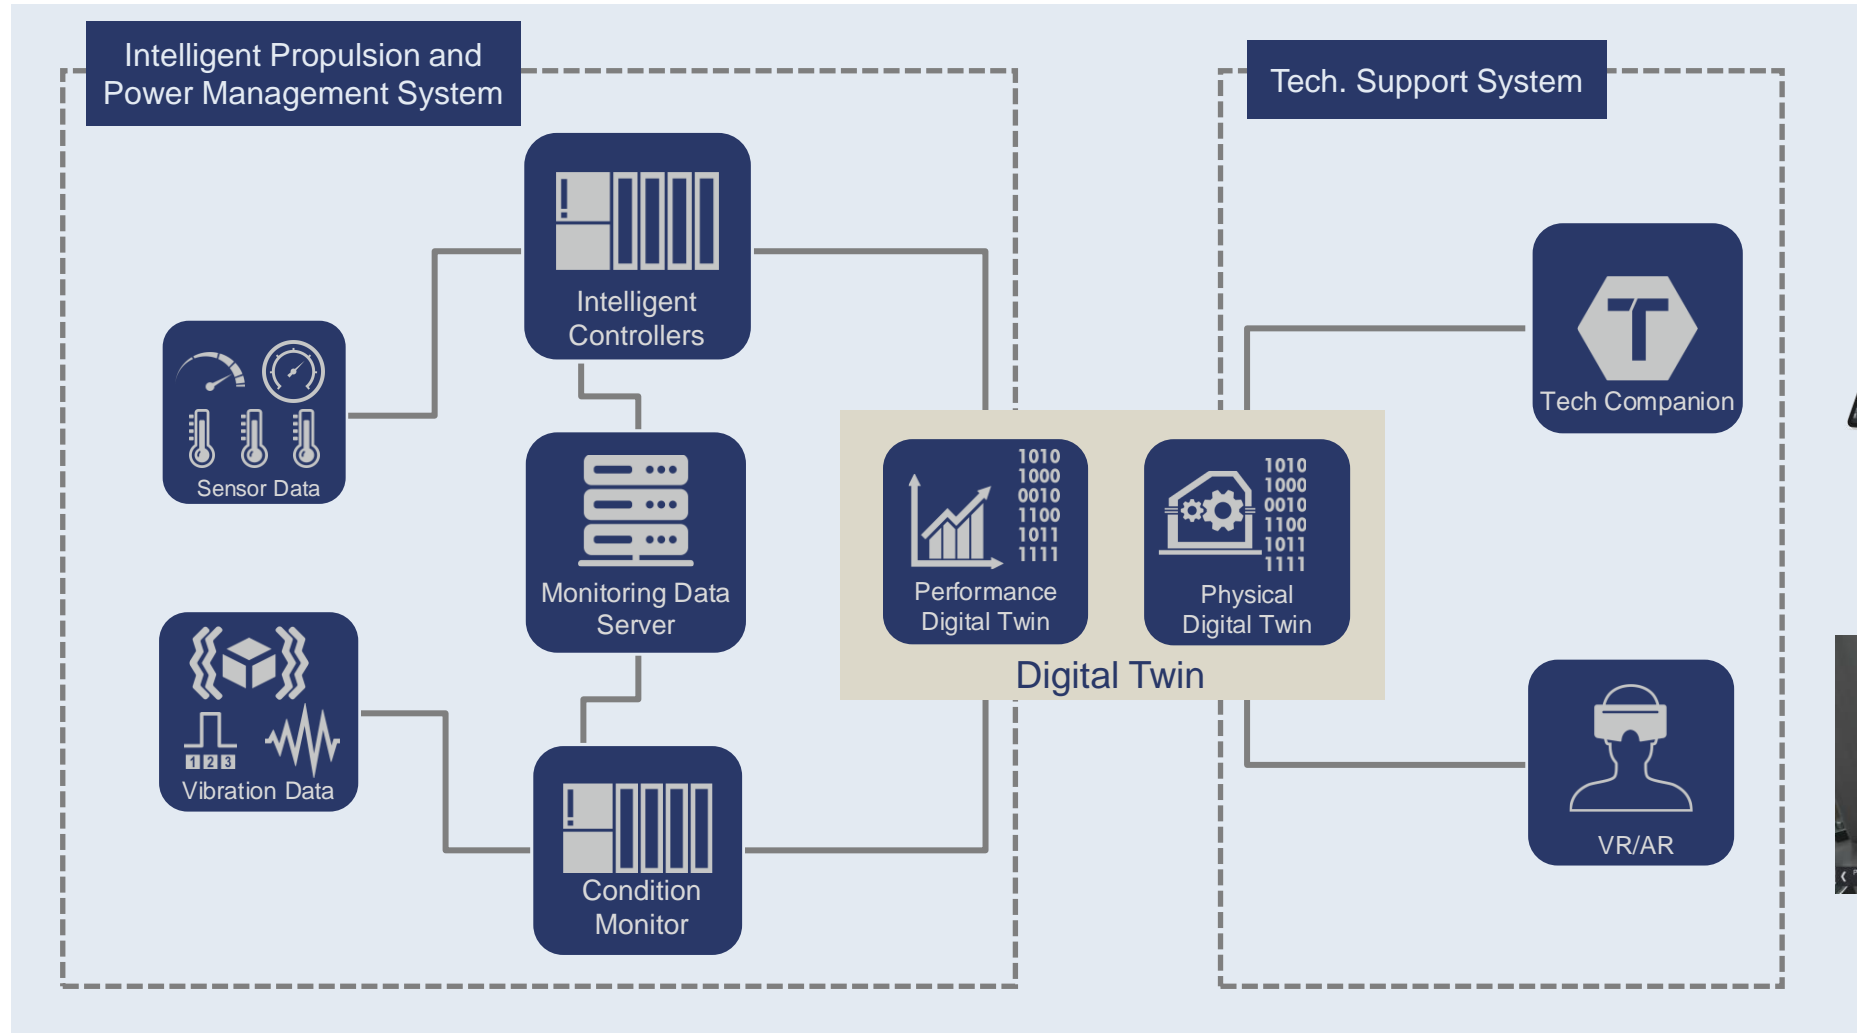 Intelligent Propulsion and
Power Management System
Tech. Support System
Intelligent
Controllers
Sensor Data
Monitoring Data
Server
Vibration Data
1 2 3
Condition
Monitor
1010
1000
0010
1100
1011
1111
Performance
Digital Twin
1010
1000
0010
1100
1011
1111
Physical
Digital Twin
Digital Twin
T
Tech Companion
VR/AR